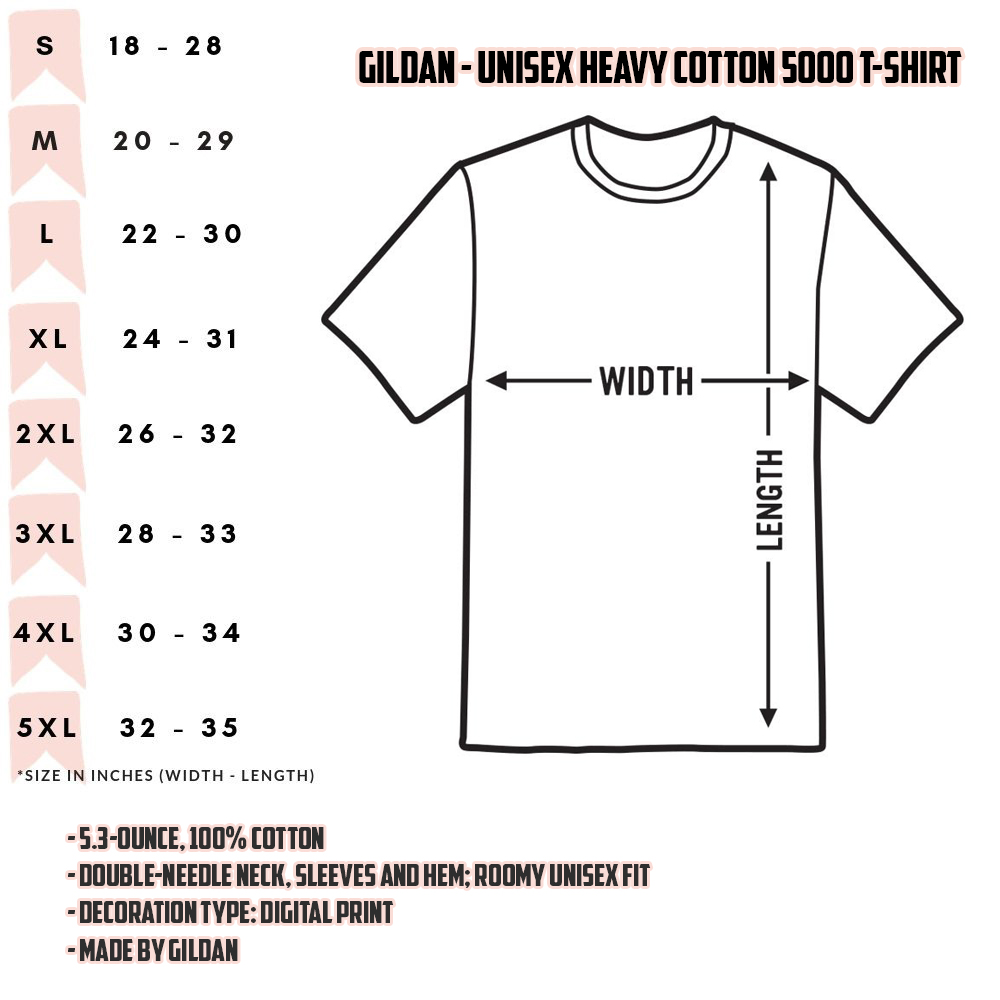 GILDAN - UNISEX HEAVY COTTON 5000 T-SHIRT
S 18 - 28
M 20 - 29
L 22 - 30
XL 24 - 31
2XL 26 - 32
3XL 28 - 33
4XL 30 - 34
5XL 32 - 35
*SIZE IN INCHES (WIDTH - LENGTH)
WIDTH
LENGTH
- 5.3-OUNCE, 100% COTTON
- DOUBLE-NEEDLE NECK, SLEEVES AND HEM; ROOMY UNISEX FIT
- DECORATION TYPE: DIGITAL PRINT
- MADE BY GILDAN